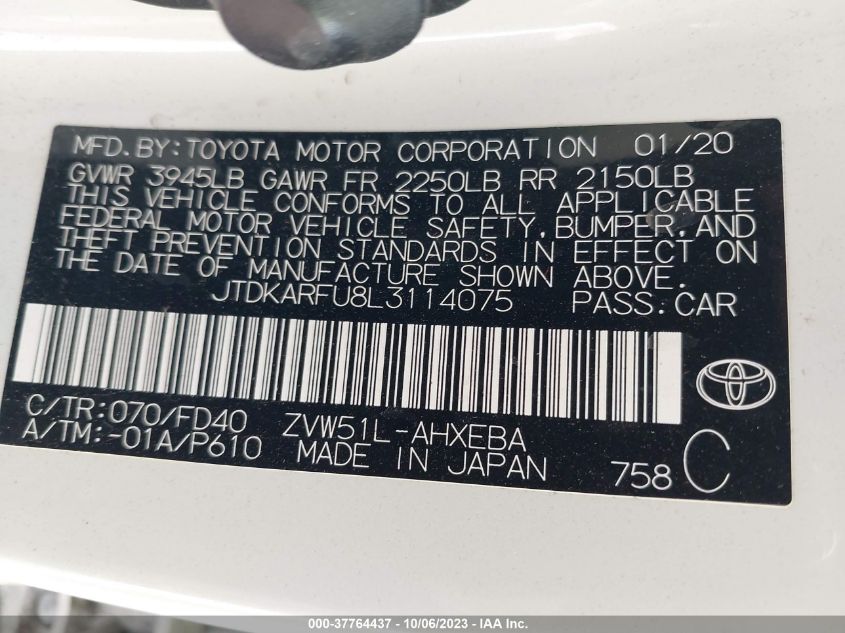 MFD.BY:TOYOTA MOTOR CORPORATION 01/20
GVWR 3945LB GAWR FR 2250LB RR 2150LB
THIS VEHICLE CONFORMS TO ALL APPLICABLE
FEDERAL MOTOR VEHICLE SAFETY,BUMPER,AND
THEFT PREVENTION STANDARDS IN EFFECT ON
THE DATE OF MANUFACTURE SHOWN ABOVE.
JTDKARFU8L3114075 PASS.CAR
C/TR:070/FD40 ZVW51L-AHXEBA
A/TM:-01A/P610 MADE IN JAPAN 758 C
000-37764437 - 10/06/2023 - IAA Inc.